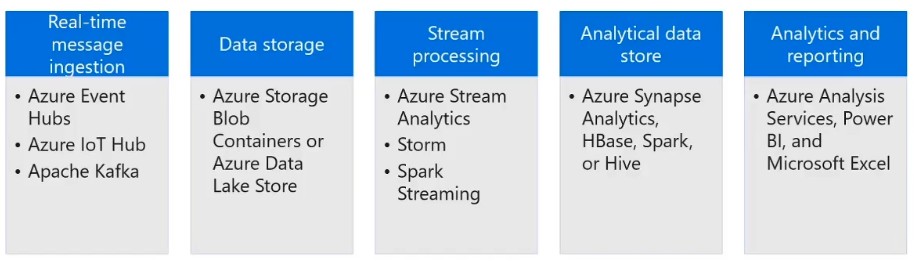 Real-time
message
ingestion
• Azure Event
Hubs
• Azure IoT Hub
• Apache Kafka
Data storage
• Azure Storage
Blob
Containers or
Azure Data
Lake Store
Stream
processing
• Azure Stream
Analytics
• Storm
• Spark
Streaming
Analytical data
store
• Azure Synapse
Analytics,
HBase, Spark,
or Hive
Analytics and
reporting
• Azure Analysis
Services, Power
BI, and
Microsoft Excel